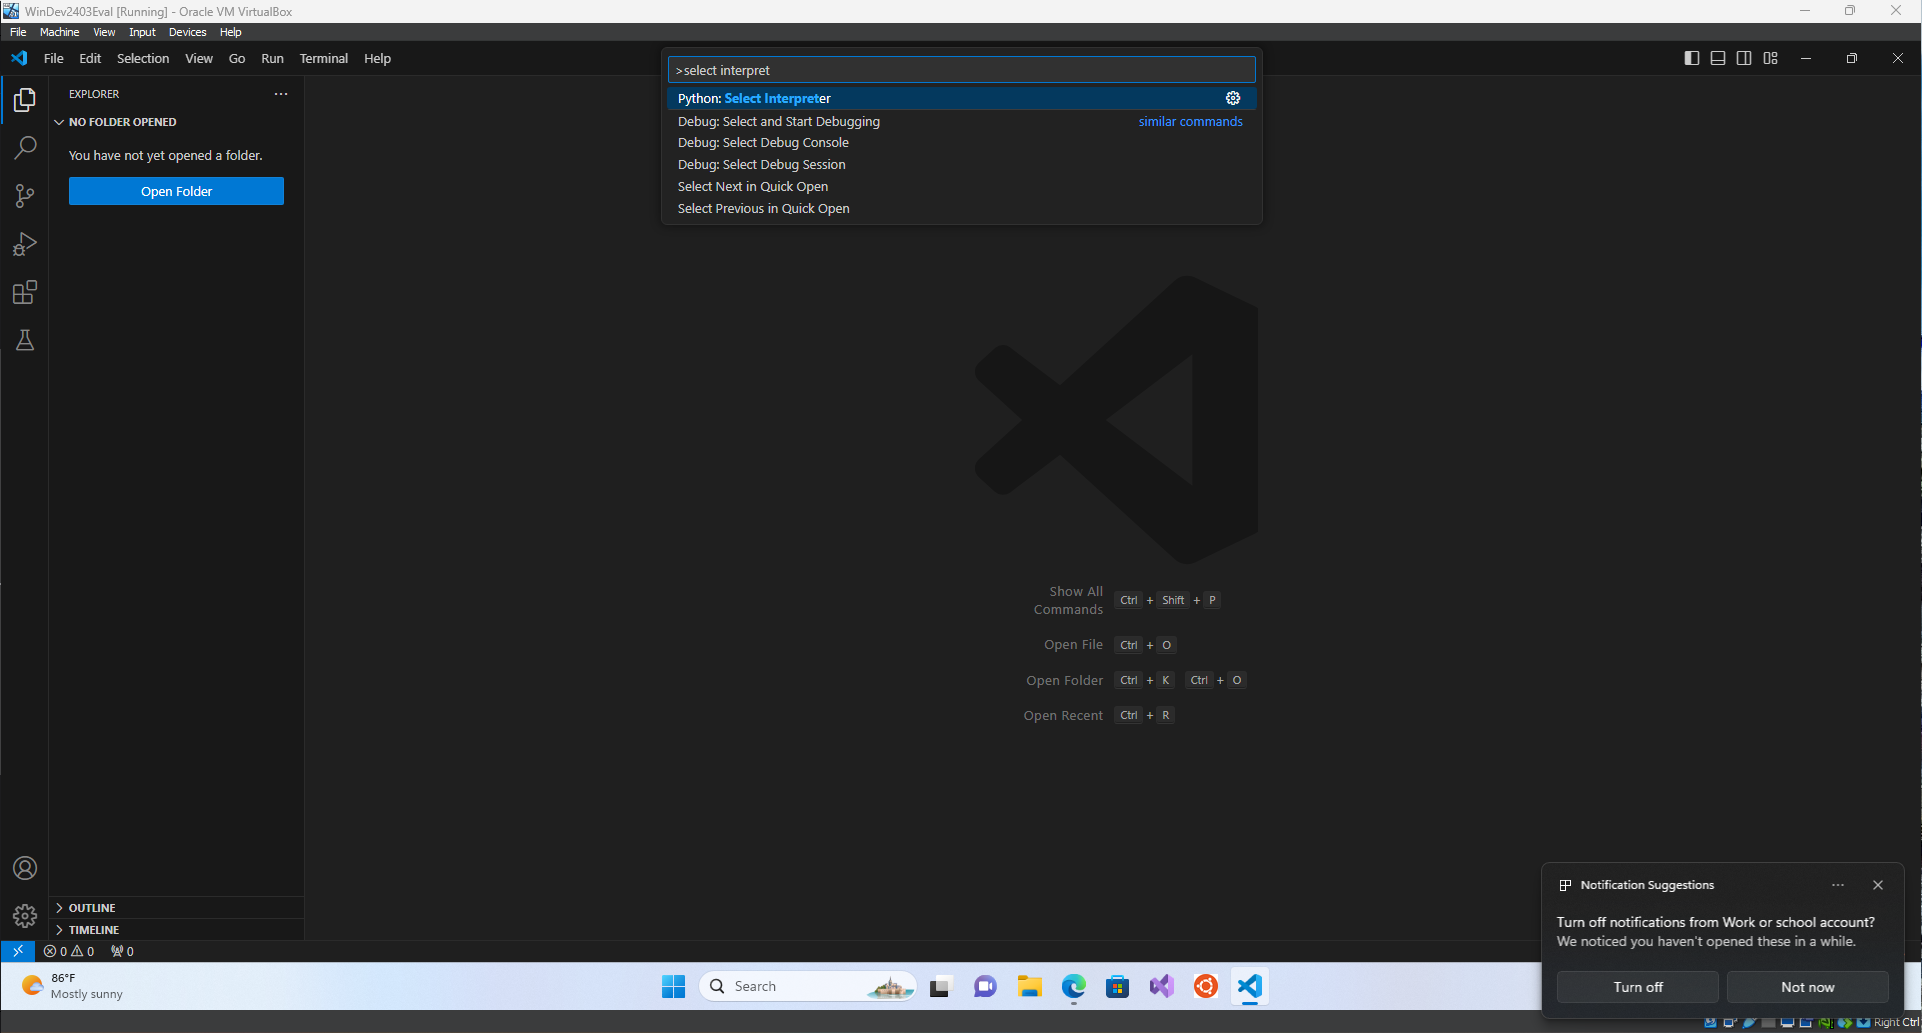 WinDev2403Eval [Running] - Oracle VM VirtualBox
File Machine View Input Devices Help
File Edit Selection View Go Run Terminal Help
>select interpret
Python: Select Interpreter
Debug: Select and Start Debugging similar commands
Debug: Select Debug Console
Debug: Select Debug Session
Select Next in Quick Open
Select Previous in Quick Open
EXPLORER
NO FOLDER OPENED
You have not yet opened a folder.
Open Folder
Show All Commands Ctrl + Shift + P
Open File Ctrl + O
Open Folder Ctrl + K Ctrl + O
Open Recent Ctrl + R
OUTLINE
TIMELINE
0 0 0
Notification Suggestions
Turn off notifications from Work or school account?
We noticed you haven't opened these in a while.
Turn off Not now
86°F
Mostly sunny
Search
Right Ctrl